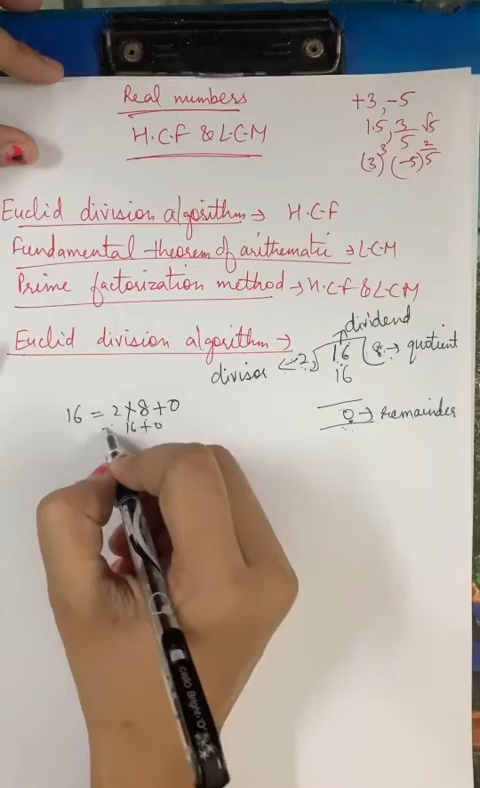 Real numbers
H.C.F & L.C.M
+3, -5
1.5, 3/5 √5
(3)³ (-5)^2/5
Euclid division algorithm → H.C.F
Fundamental theorem of arithematic → L.C.M
Prime factorization method → H.C.F & L.C.M
Euclid division algorithm →
dividend
divisor ← 2) 16 ( 8 → quotient
16
0 → remainder
16 = 2 × 8 + 0
= 16 + 0
Cello